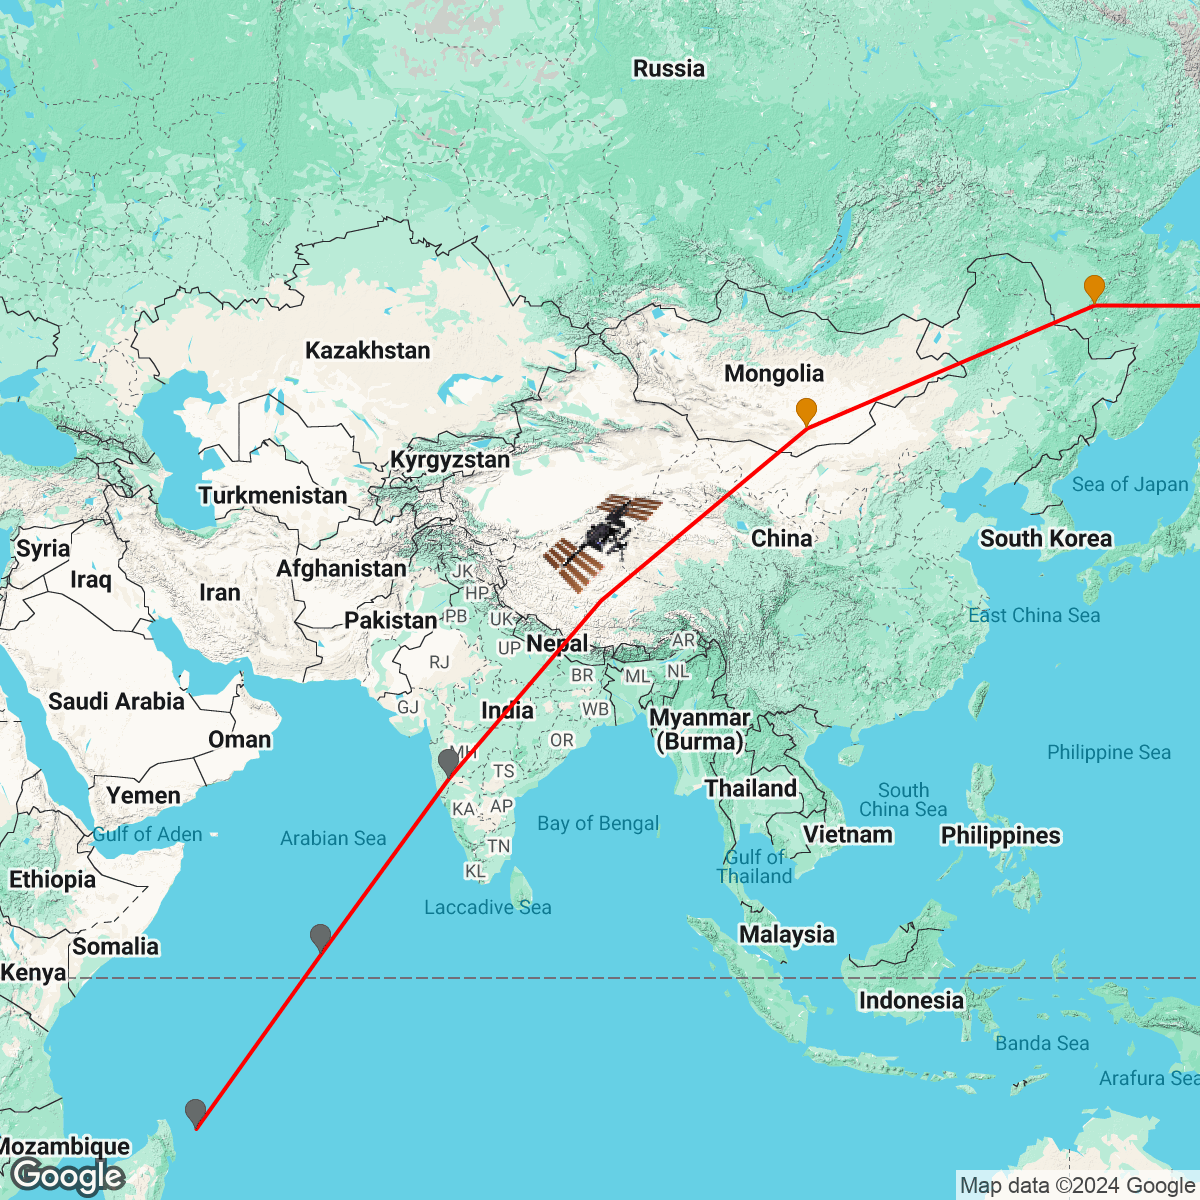 Russia
Kazakhstan
Mongolia
Kyrgyzstan
Sea of Japan
Turkmenistan
China
South Korea
Syria
Afghanistan
JK
Iraq
Iran
HP
East China Sea
Pakistan
PB
UK
Nepal
AR
UP
RJ
BR
ML
NL
Saudi Arabia
GJ
India
WB
Myanmar
(Burma)
Oman
OR
MH
Philippine Sea
TS
Yemen
Thailand
South
China Sea
KA
AP
Gulf of Aden
Arabian Sea
Bay of Bengal
Vietnam
Philippines
TN
Gulf of
Thailand
Ethiopia
KL
Laccadive Sea
Malaysia
Somalia
Kenya
Indonesia
Banda Sea
Arafura Sea
Mozambique
Google
Map data ©2024 Google